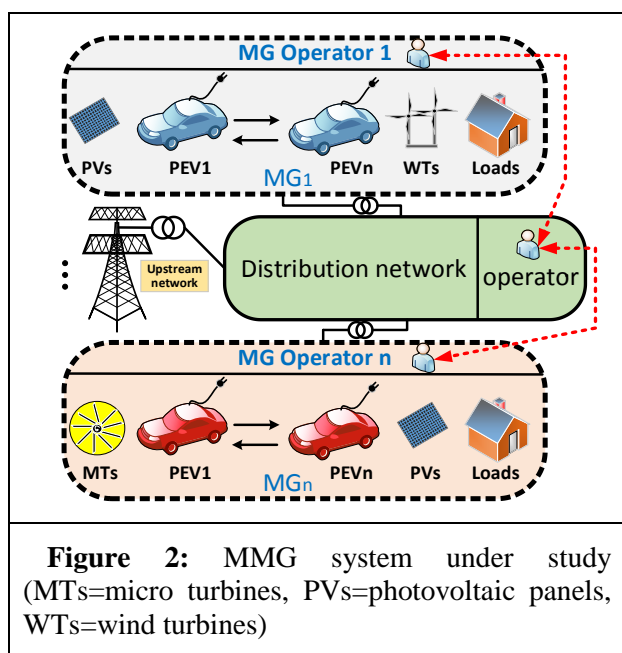 MG Operator 1
PVs PEV1 PEVn WTs Loads
MG1
Upstream network
Distribution network
operator
MG Operator n
MTs PEV1 PEVn PVs Loads
MGn
Figure 2: MMG system under study
(MTs=micro turbines, PVs=photovoltaic panels,
WTs=wind turbines)